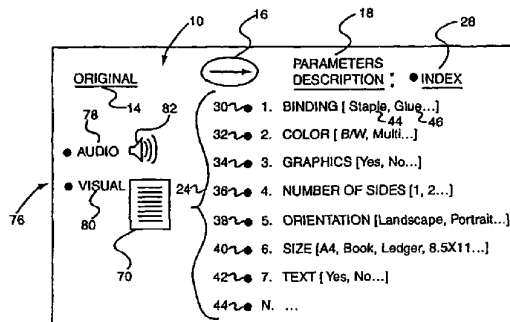 10 16 18 28
ORIGINAL PARAMETERS DESCRIPTION : • INDEX
14
78 82
• AUDIO
• VISUAL
76 80 70 24
30 • 1. BINDING [ Staple, Glue...]
44 46
32 • 2. COLOR [ B/W, Multi...]
34 • 3. GRAPHICS [Yes, No...]
36 • 4. NUMBER OF SIDES [1, 2...]
38 • 5. ORIENTATION [Landscape, Portrait...]
40 • 6. SIZE [A4, Book, Ledger, 8.5X11...]
42 • 7. TEXT [ Yes, No...]
44 • N. ...